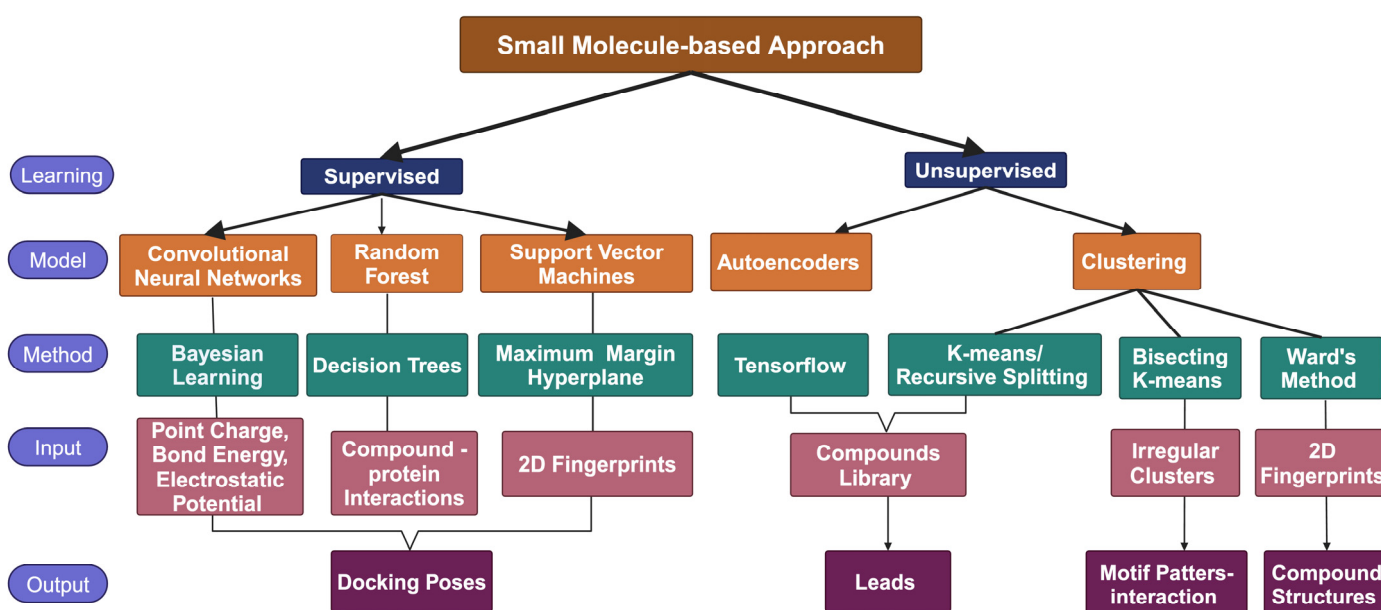 Small Molecule-based Approach
Learning
Supervised
Unsupervised
Model
Convolutional
Neural Networks
Random
Forest
Support Vector
Machines
Autoencoders
Clustering
Method
Bayesian
Learning
Decision Trees
Maximum Margin
Hyperplane
Tensorflow
K-means/
Recursive Splitting
Bisecting
K-means
Ward's
Method
Input
Point Charge,
Bond Energy,
Electrostatic
Potential
Compound -
protein
Interactions
2D Fingerprints
Compounds
Library
Irregular
Clusters
2D
Fingerprints
Output
Docking Poses
Leads
Motif Patters-
interaction
Compound
Structures